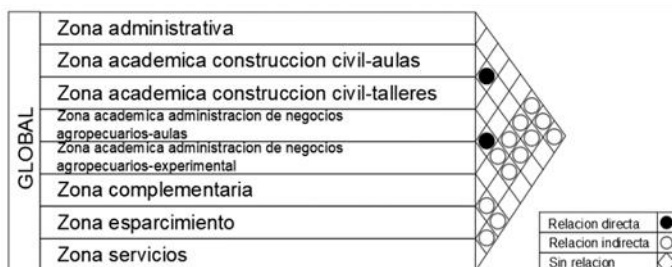 GLOBAL
Zona administrativa
Zona academica construccion civil-aulas
Zona academica construccion civil-talleres
Zona academica administracion de negocios
agropecuarios-aulas
Zona academica administracion de negocios
agropecuarios-experimental
Zona complementaria
Zona esparcimiento
Zona servicios
Relacion directa
Relacion indirecta
Sin relacion